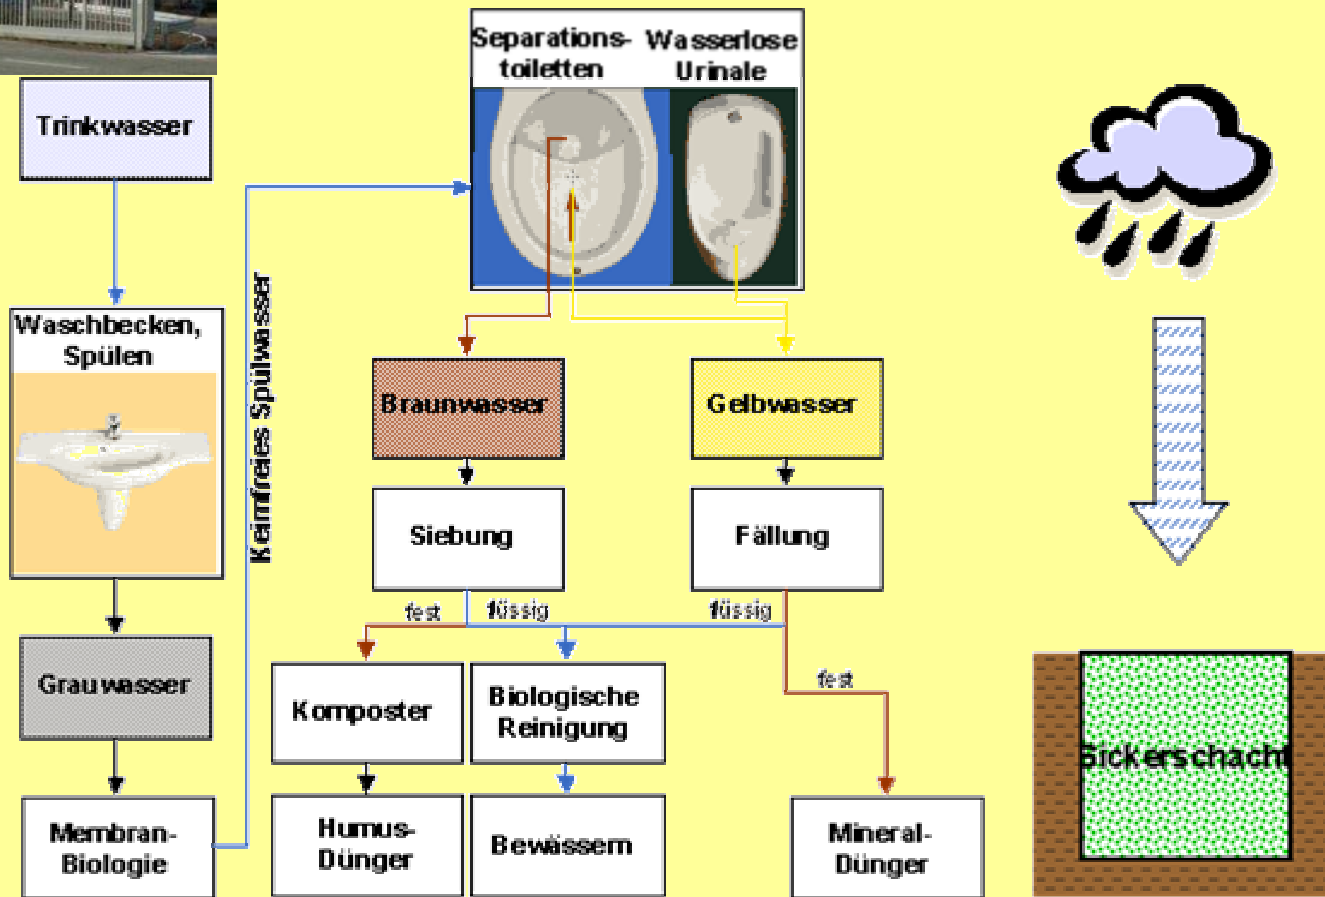 Separations-
toiletten
Wasserlose
Urinale
Trinkwasser
Waschbecken,
Spülen
Keimfreies Spülwasser
Braunwasser
Gelbwasser
Siebung
Fällung
fest
flüssig
flüssig
Grauwasser
Komposter
Biologische
Reinigung
fest
Sickerschacht
Membran-
Biologie
Humus-
Dünger
Bewässern
Mineral-
Dünger